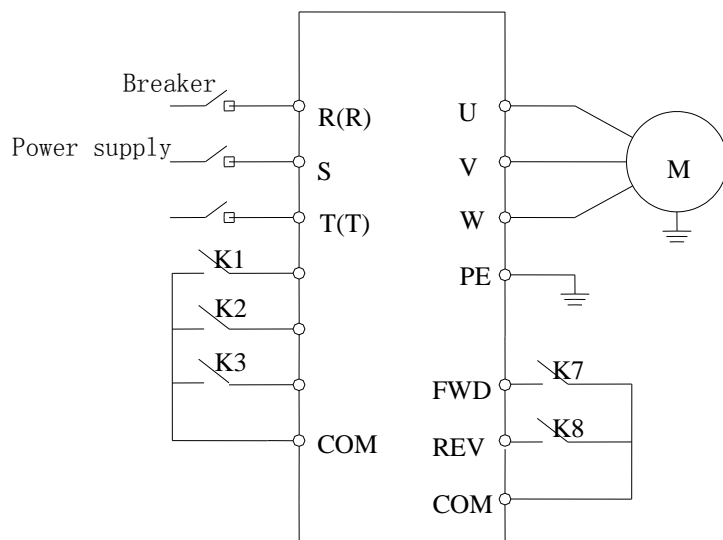 Breaker
R(R)
U
Power supply
S
V
M
T(T)
W
K1
PE
K2
K3
K7
FWD
K8
COM
REV
COM